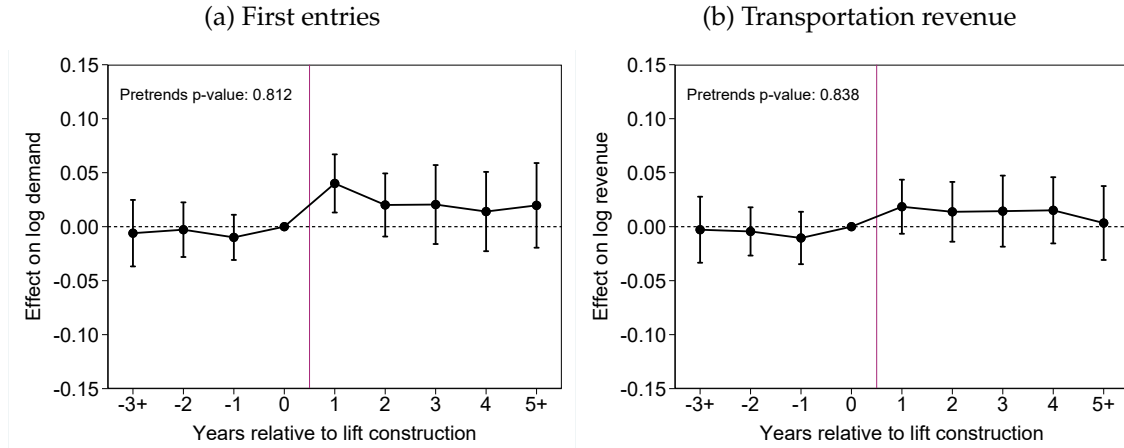 (a) First entries
0.15
0.10
0.05
0.00
-0.05
-0.10
-0.15
Effect on log demand
Pretrends p-value: 0.812
-3+ -2 -1 0 1 2 3 4 5+
Years relative to lift construction
(b) Transportation revenue
0.15
0.10
0.05
0.00
-0.05
-0.10
-0.15
Effect on log revenue
Pretrends p-value: 0.838
-3+ -2 -1 0 1 2 3 4 5+
Years relative to lift construction